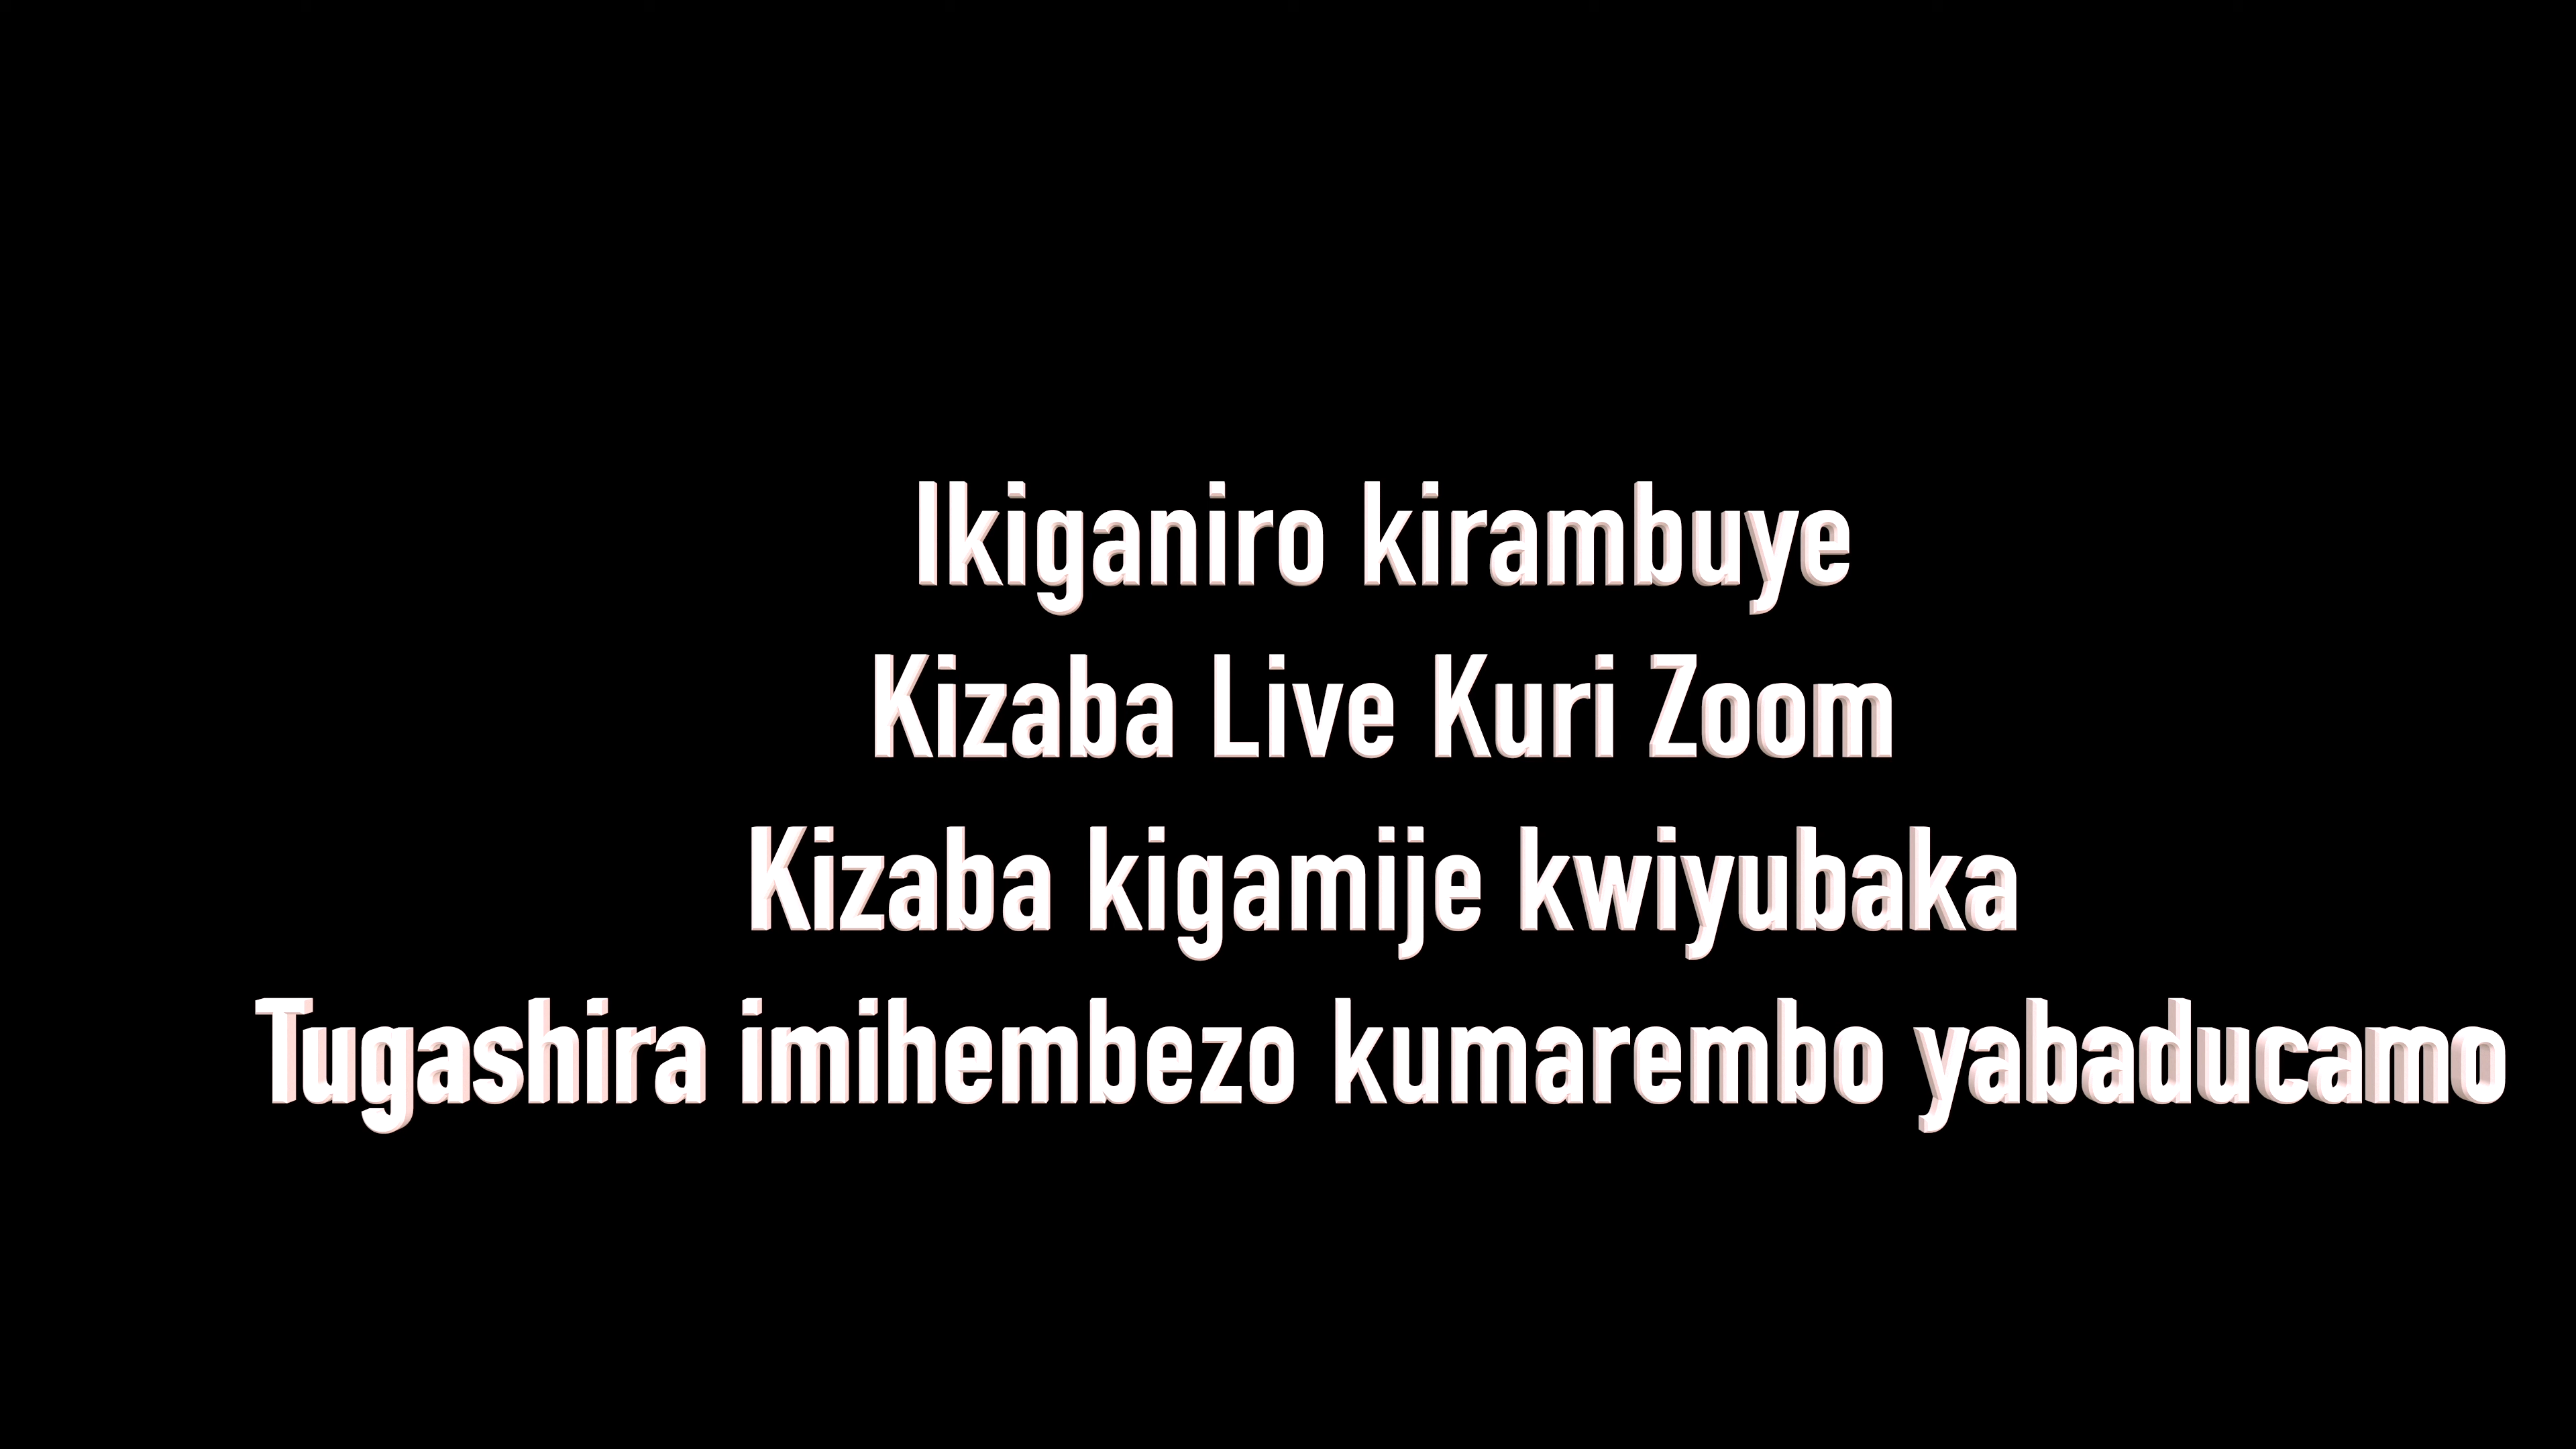 Ikiganiro kirambuye
Kizaba Live Kuri Zoom
Kizaba kigamije kwiyubaka
Tugashira imihembezo kumarembo yabaducamo